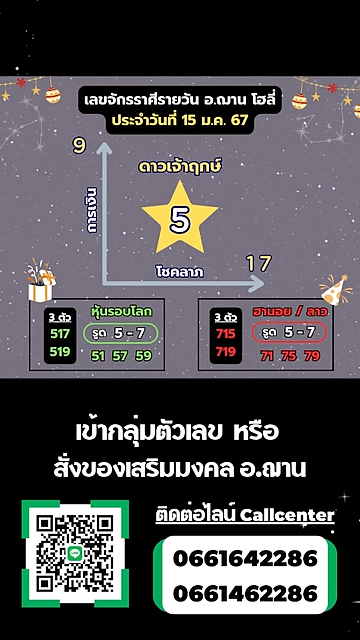 เลขจักรราศีรายวัน อ.ฌาน โฮลี่
ประจำวันที่ 15 ม.ค. 67
9
การเงิน
ดาวเจ้าฤกษ์
5
โชคลาภ
17
3 ตัว
517
519
หุ้นรอบโลก
รูด 5 - 7
51 57 59
3 ตัว
715
719
ฮานอย / ลาว
รูด 5 - 7
71 75 79
เข้ากลุ่มตัวเลข หรือ
สั่งของเสริมมงคล อ.ฌาน
ติดต่อไลน์ Callcenter
0661642286
0661462286